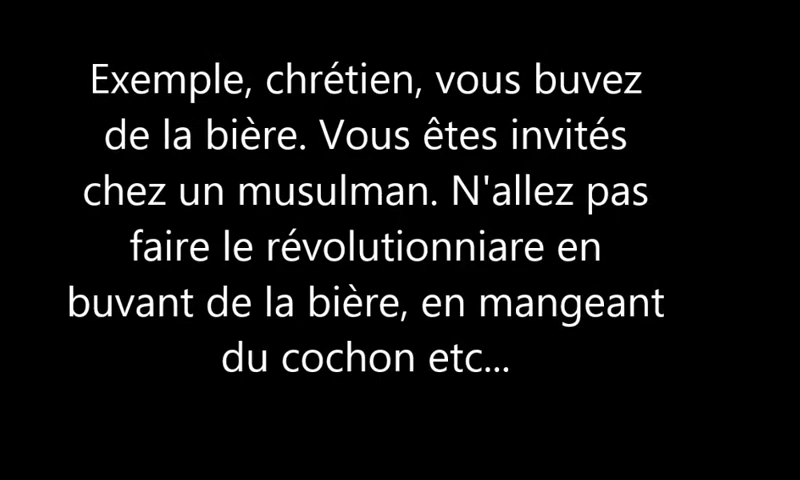 Exemple, chrétien, vous buvez
de la bière. Vous êtes invités
chez un musulman. N'allez pas
faire le révolutionniare en
buvant de la bière, en mangeant
du cochon etc...